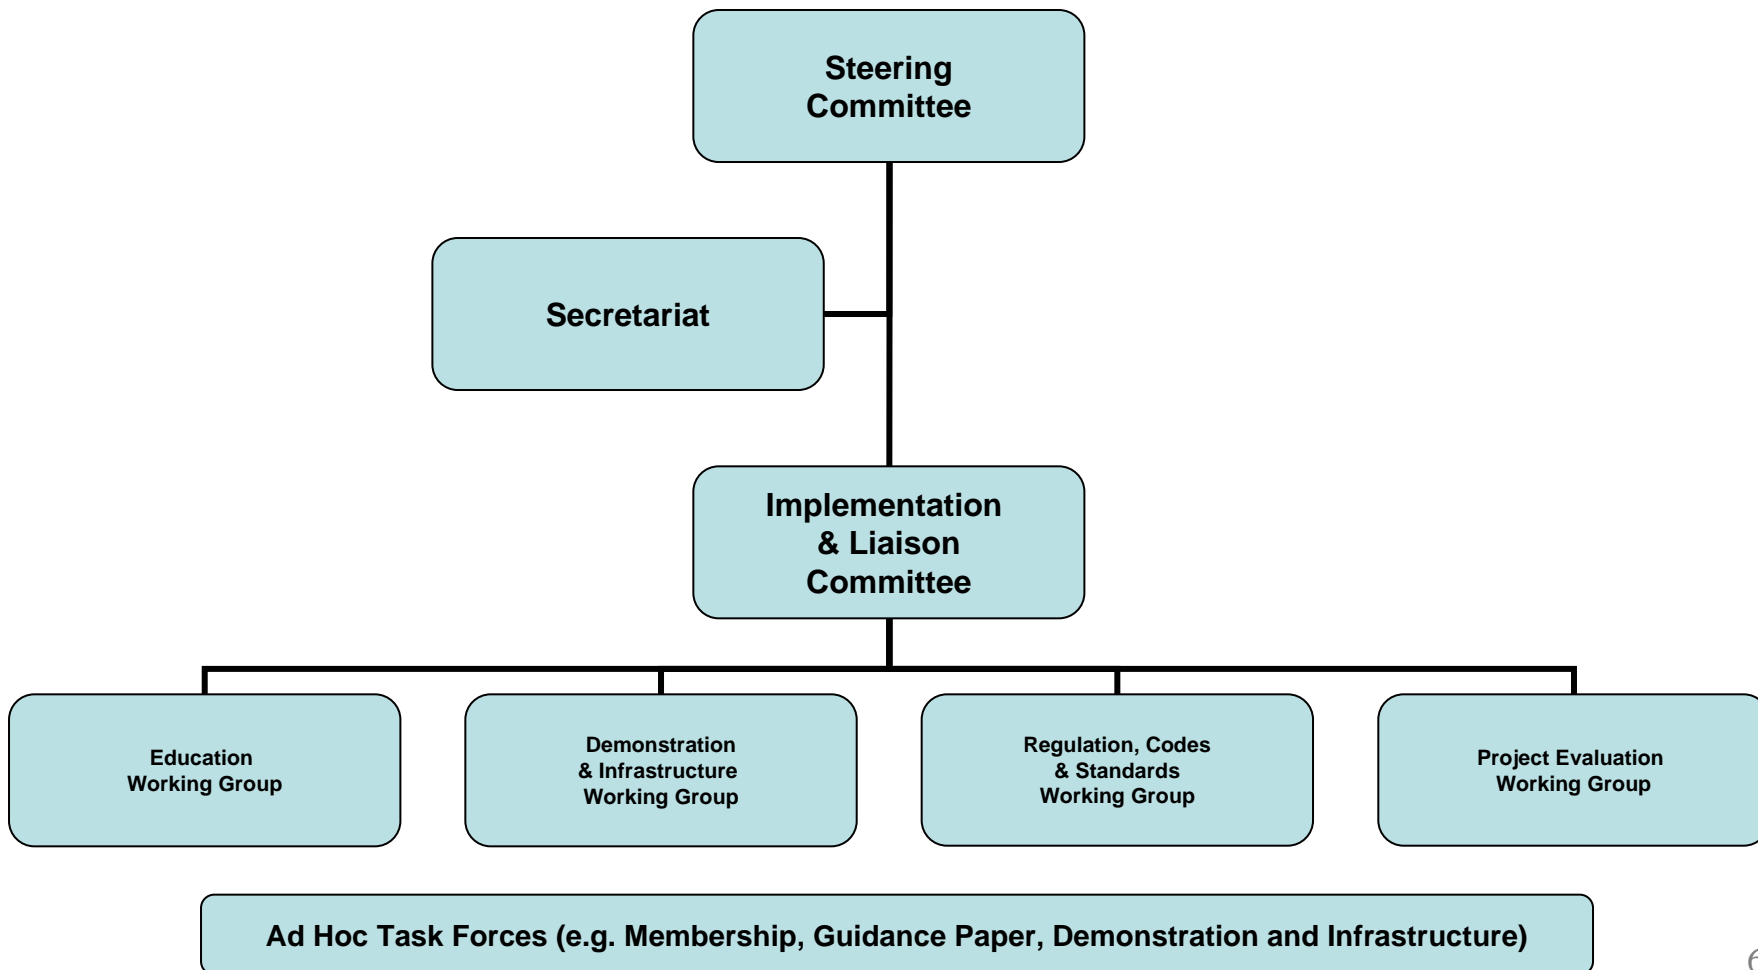 Steering
Committee
Secretariat
Implementation
& Liaison
Committee
Education
Working Group
Demonstration
& Infrastructure
Working Group
Regulation, Codes
& Standards
Working Group
Project Evaluation
Working Group
Ad Hoc Task Forces (e.g. Membership, Guidance Paper, Demonstration and Infrastructure)